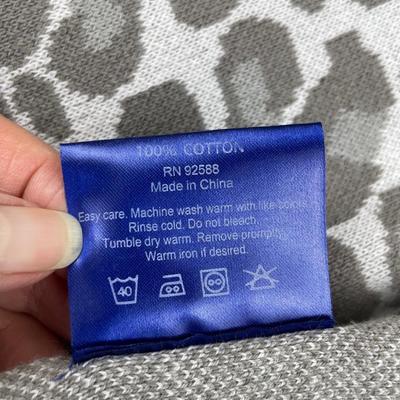 100% COTTON
RN 92588
Made in China
Easy care. Machine wash warm with like colors.
Rinse cold. Do not bleach.
Tumble dry warm. Remove promptly.
Warm iron if desired.
40